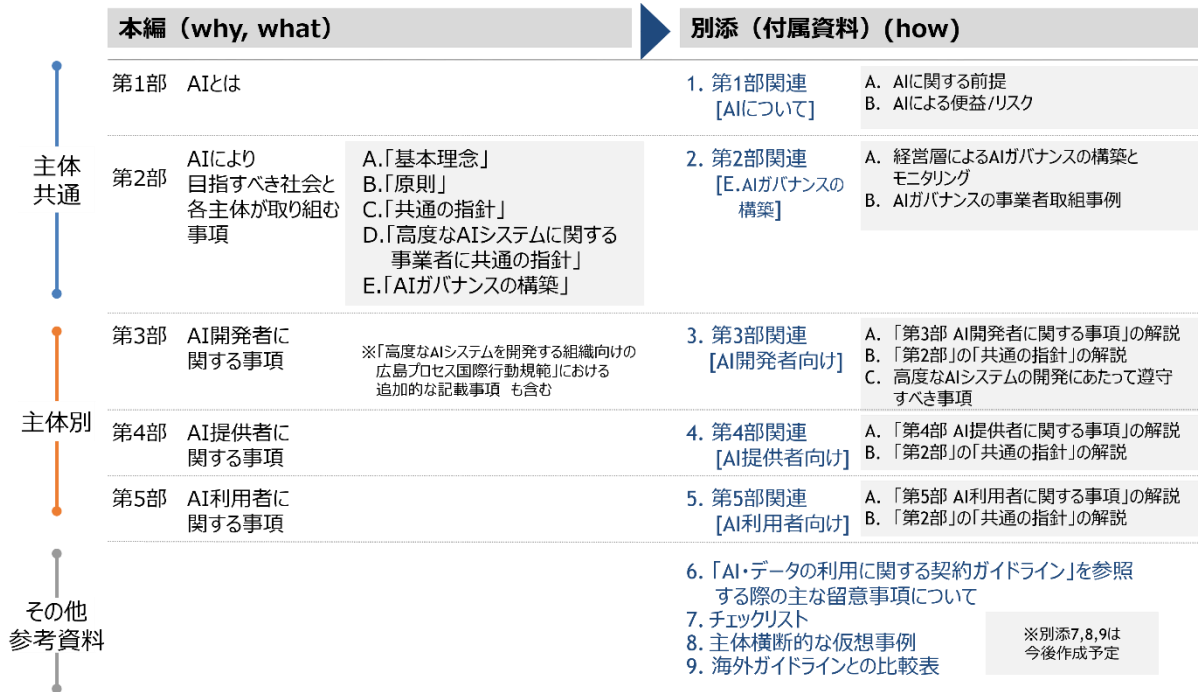 本編（why, what）
別添（付属資料）(how)
主体
共通
第1部 AIとは
1. 第1部関連
[AIについて]
A. AIに関する前提
B. AIによる便益/リスク
第2部 AIにより
目指すべき社会と
各主体が取り組む
事項
A.「基本理念」
B.「原則」
C.「共通の指針」
D.「高度なAIシステムに関する
事業者に共通の指針」
E.「AIガバナンスの構築」
2. 第2部関連
[E.AIガバナンスの
構築]
A. 経営層によるAIガバナンスの構築と
モニタリング
B. AIガバナンスの事業者取組事例
主体別
第3部 AI開発者に
関する事項
※「高度なAIシステムを開発する組織向けの
広島プロセス国際行動規範」における
追加的な記載事項 も含む
3. 第3部関連
[AI開発者向け]
A. 「第3部 AI開発者に関する事項」の解説
B. 「第2部」の「共通の指針」の解説
C. 高度なAIシステムの開発にあたって遵守
すべき事項
第4部 AI提供者に
関する事項
4. 第4部関連
[AI提供者向け]
A. 「第4部 AI提供者に関する事項」の解説
B. 「第2部」の「共通の指針」の解説
第5部 AI利用者に
関する事項
5. 第5部関連
[AI利用者向け]
A. 「第5部 AI利用者に関する事項」の解説
B. 「第2部」の「共通の指針」の解説
その他
参考資料
6. 「AI・データの利用に関する契約ガイドライン」を参照
する際の主な留意事項について
7. チェックリスト
8. 主体横断的な仮想事例
9. 海外ガイドラインとの比較表
※別添7,8,9は
今後作成予定